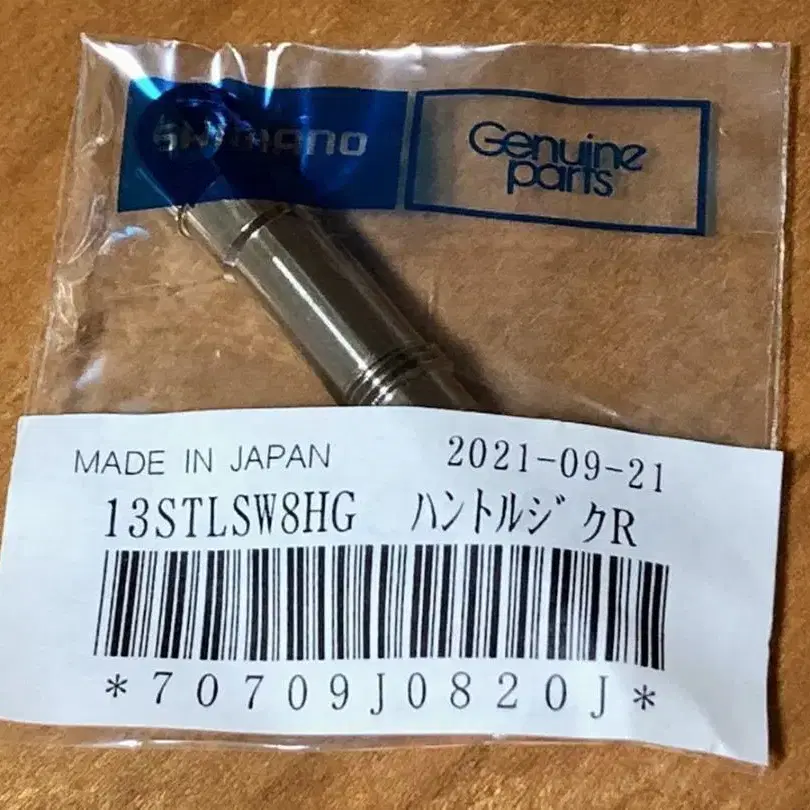 SHIMANO
Genuine
parts
MADE IN JAPAN 2021-09-21
13STLSW8HG ハントルジクR
*70709J0820J*